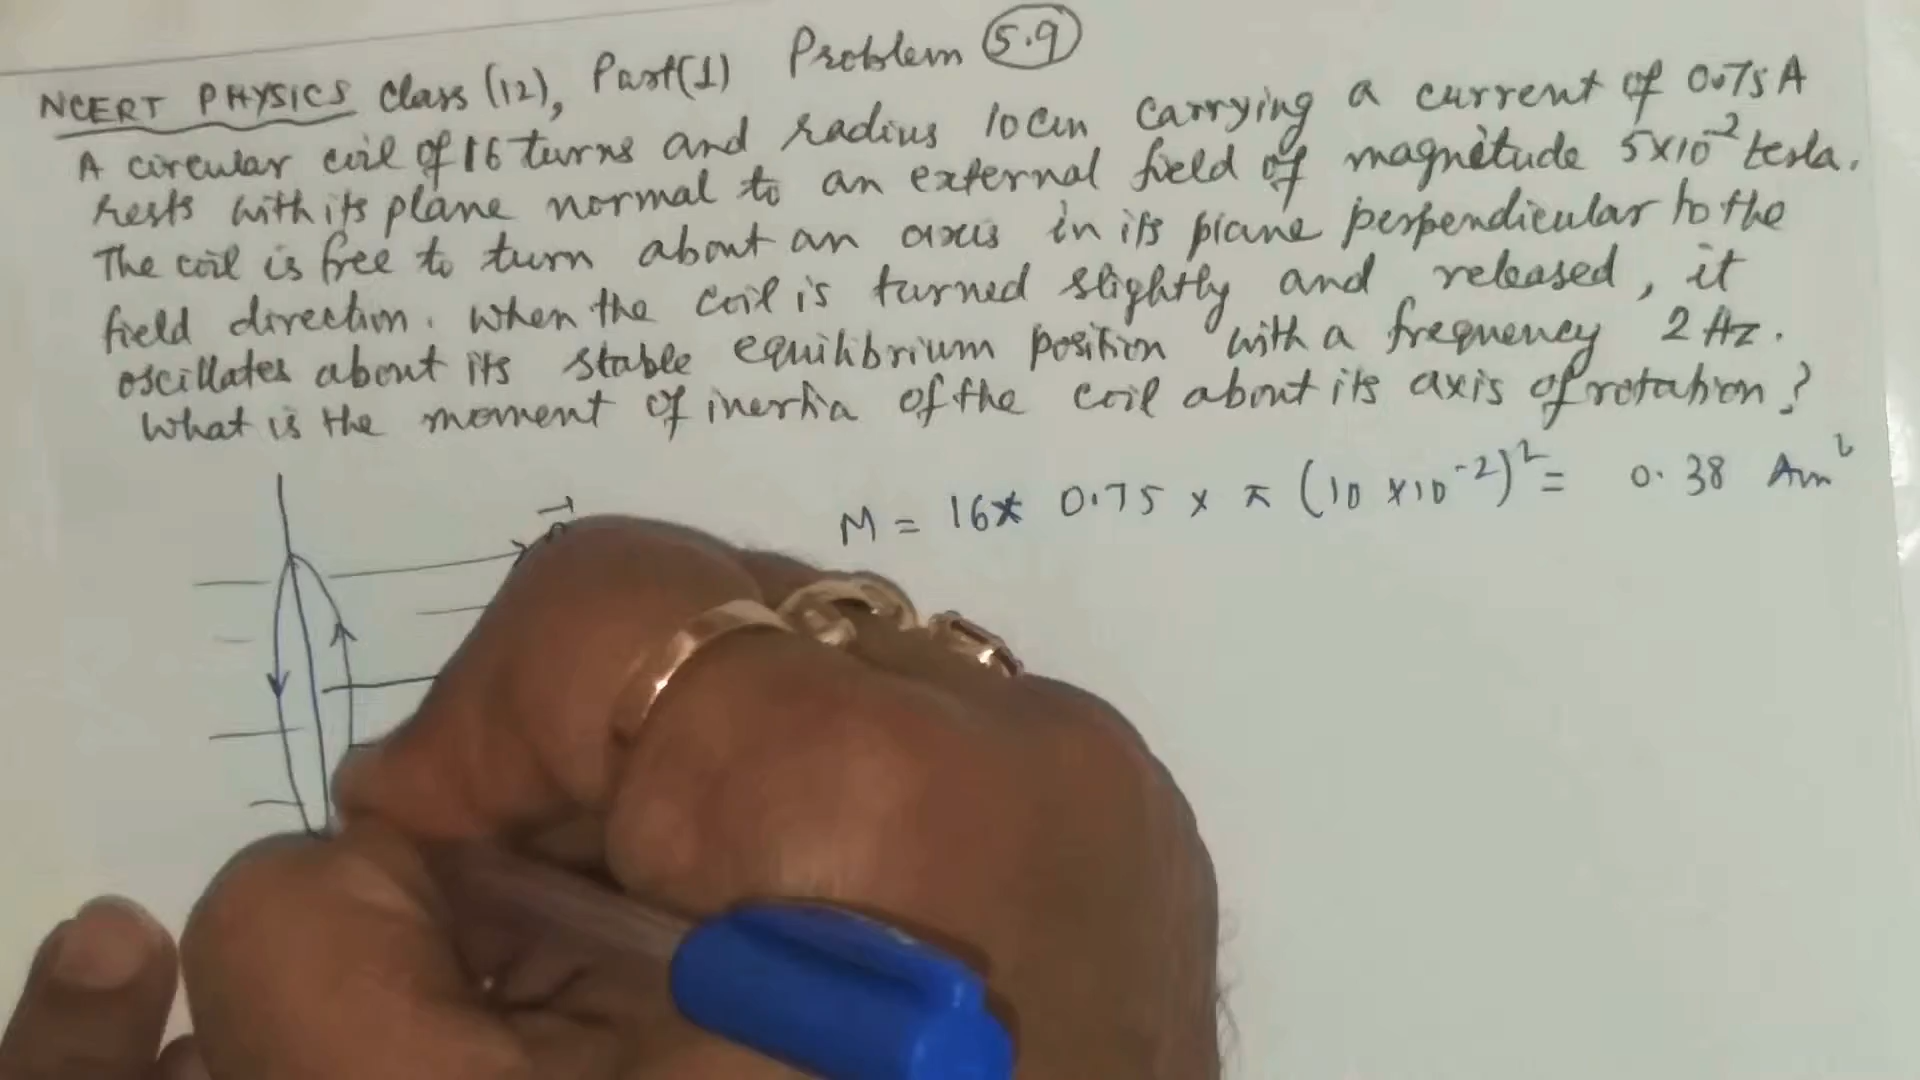 NCERT PHYSICS Class (12), Part(1) Problem 5.9
A circular coil of 16 turns and radius 10cm carrying a current of 0.75A
rests with its plane normal to an external field of magnitude 5×10⁻² tesla.
The coil is free to turn about an axis in its plane perpendicular to the
field direction. When the coil is turned slightly and released, it
oscillates about its stable equilibrium position with a frequency 2 Hz.
What is the moment of inertia of the coil about its axis of rotation?
M = 16× 0.75 × π (10 ×10⁻²)² = 0.38 Am²